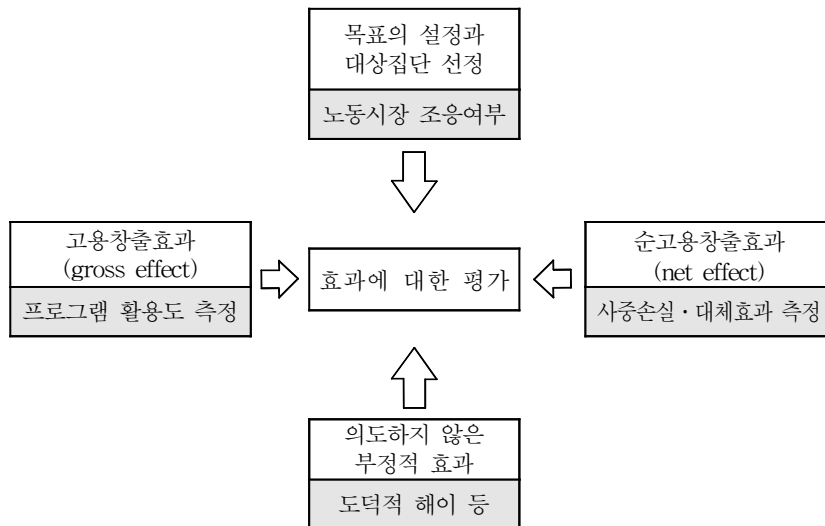 목표의 설정과
대상집단 선정
노동시장 조응여부
고용창출효과
(gross effect)
프로그램 활용도 측정
효과에 대한 평가
순고용창출효과
(net effect)
사중손실・대체효과 측정
의도하지 않은
부정적 효과
도덕적 해이 등